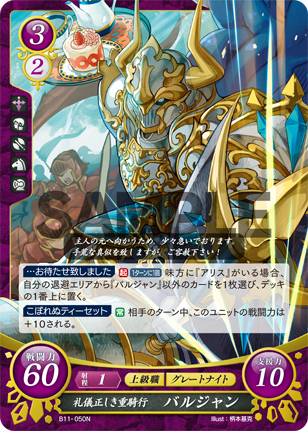 3
2
SAMPLE
主人の元へ向かうため、少々急いでおります。
手荒な真似を致しますが、ご容赦下さい！
…お待たせ致しました 起 1ターンに1回 味方に『アリス』がいる場合、
自分の退避エリアから『バルジャン』以外のカードを1枚選び、デッキ
の1番上に置く。
こぼれぬティーセット 常 相手のターン中、このユニットの戦闘力は
+10される。
戦闘力
60
射程 1 上級職 グレートナイト
支援力
10
礼儀正しき重騎行 バルジャン
B11-050N
Illust：柄本基克